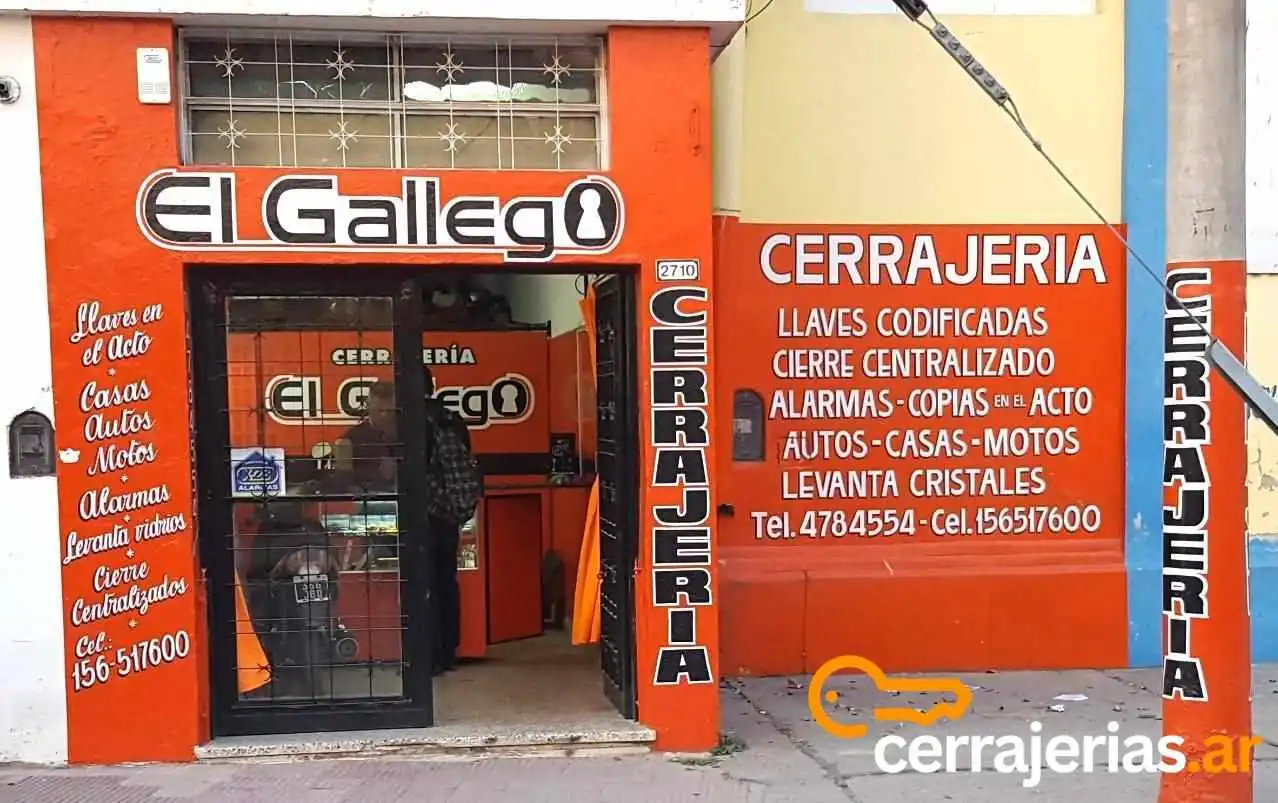 El Gallego
2710
CERRAJERIA
Llaves en
el Acto
Casas
Autos
Motos
Alarmas
Levanta vidrios
Cierre
Centralizados
Cel.:
156-517600
CERRAJERÍA
El Gallego
ALARMAS
CERRAJERIA
LLAVES CODIFICADAS
CIERRE CENTRALIZADO
ALARMAS - COPIAS EN EL ACTO
AUTOS - CASAS - MOTOS
LEVANTA CRISTALES
Tel. 4784554 - Cel. 156517600
CERRAJERIA
cerrajerias.ar